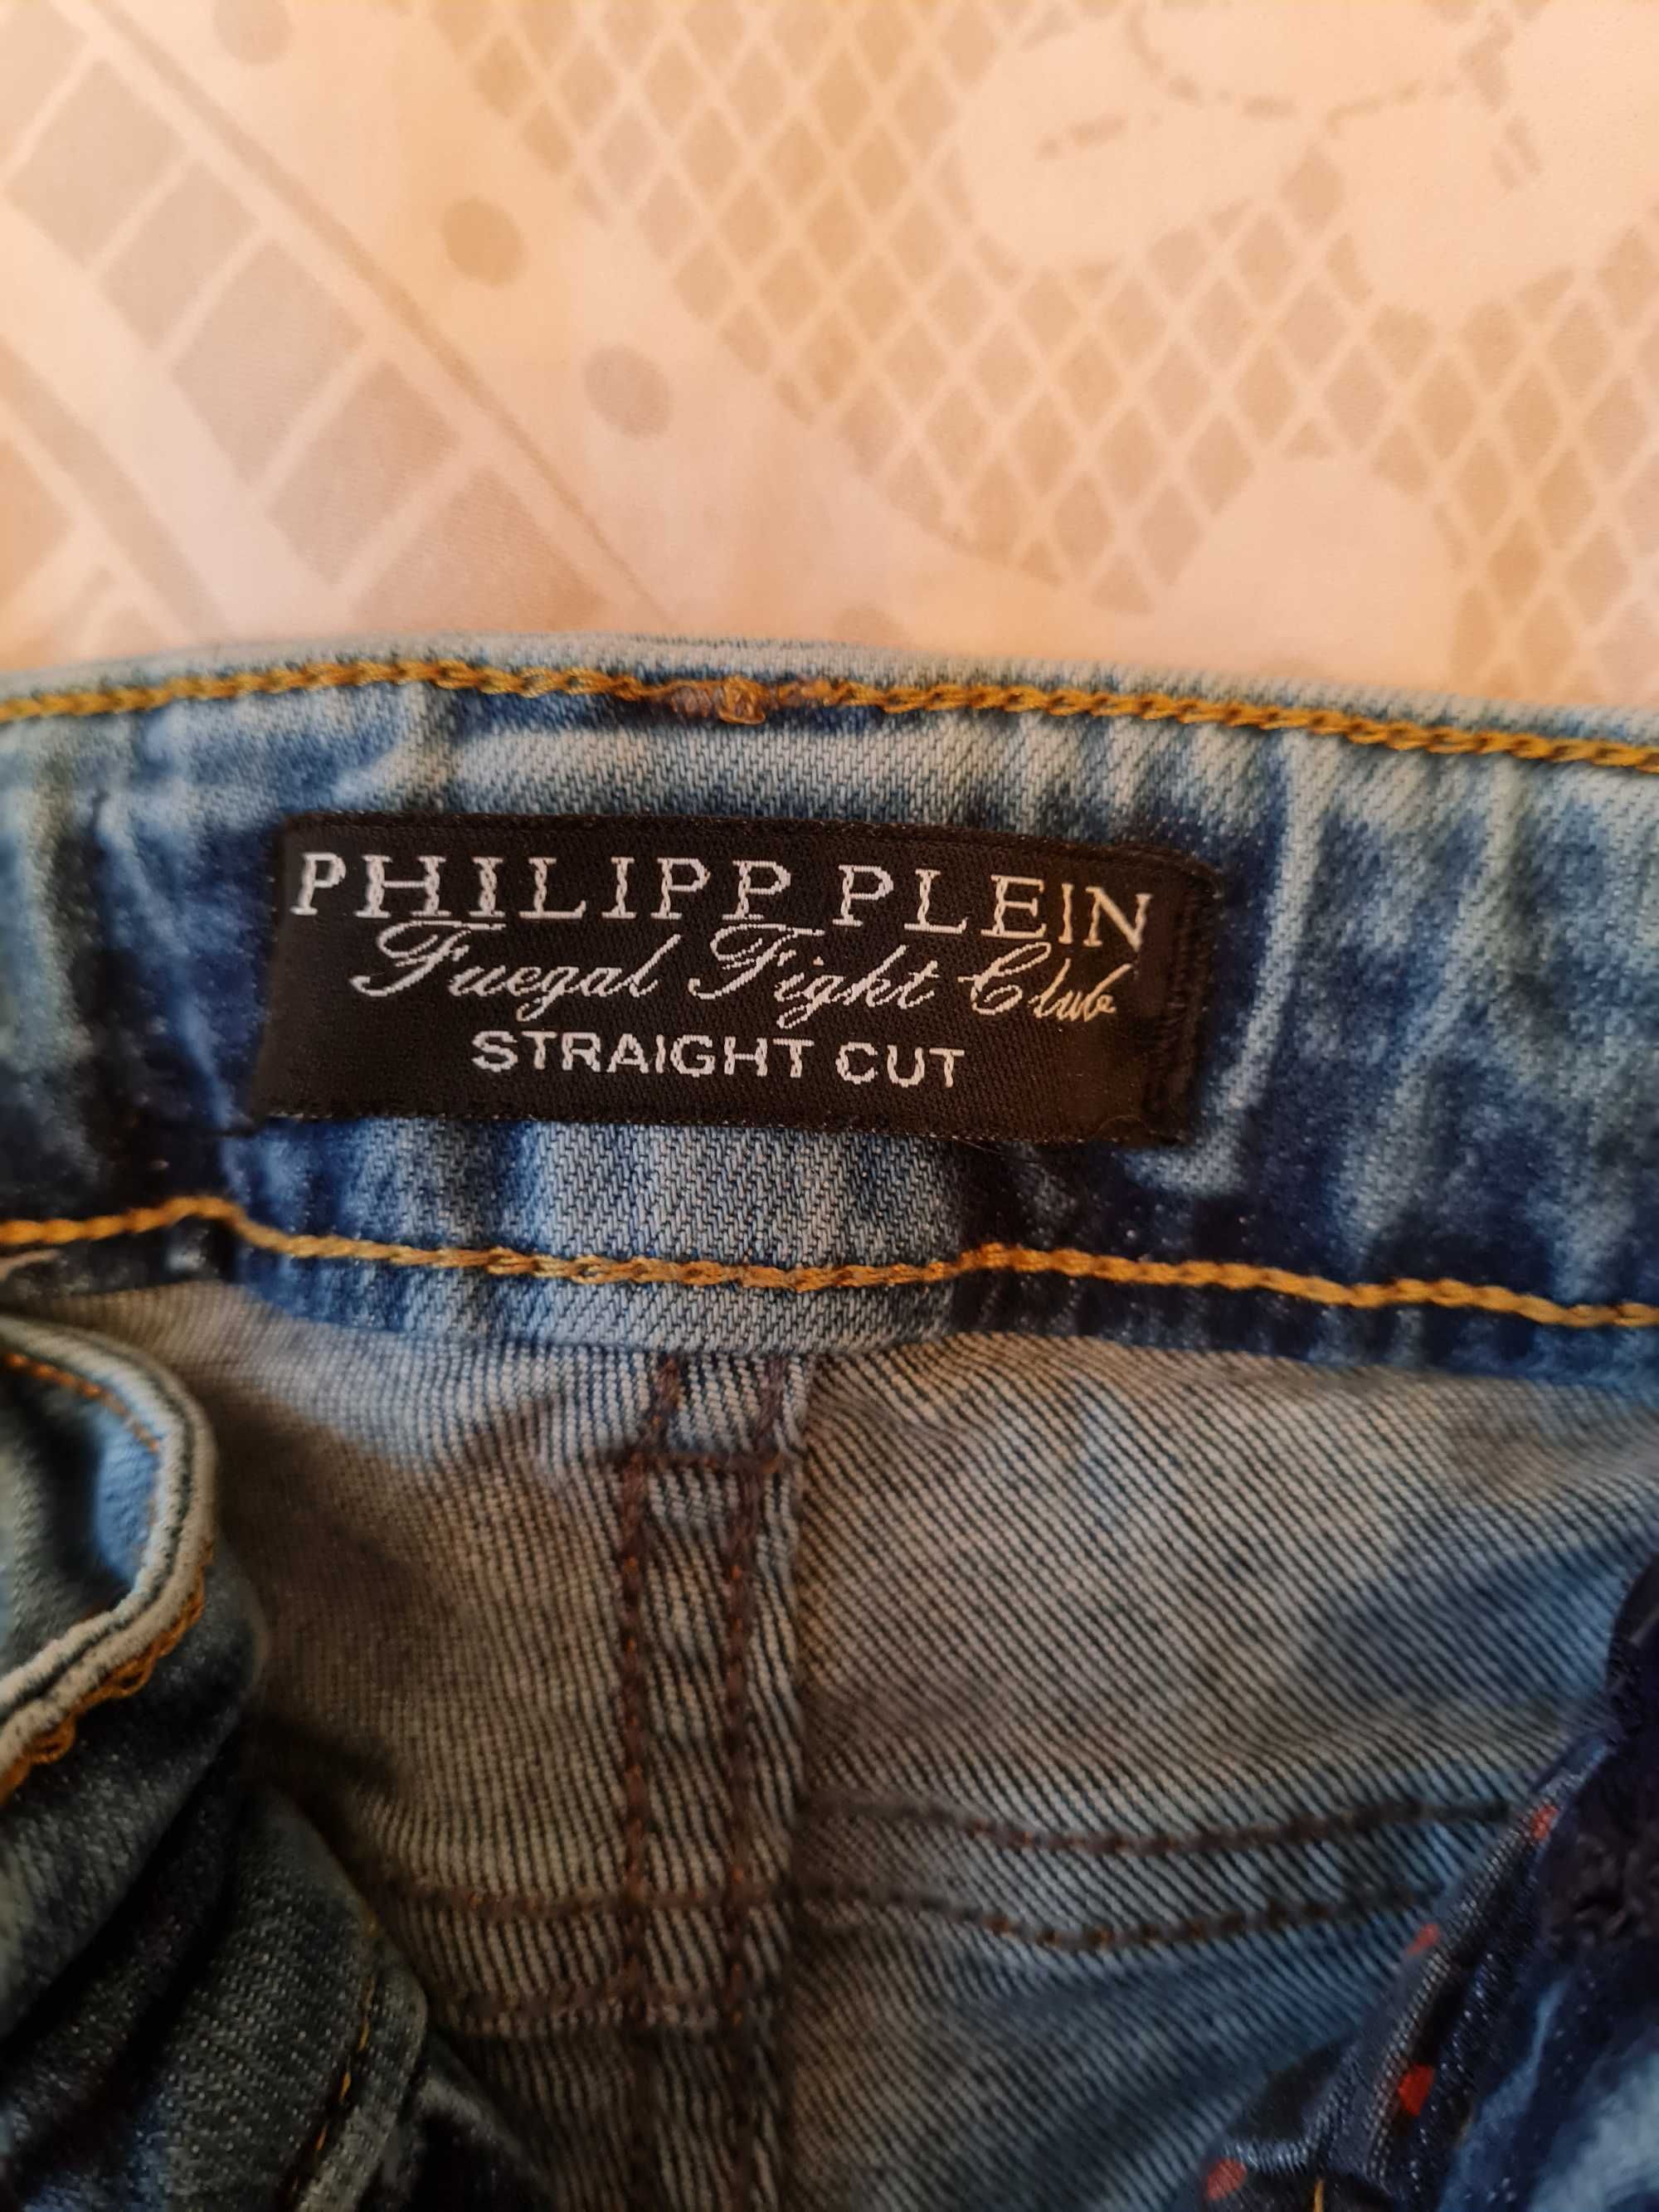 PHILIPP PLEIN
Fuegal Fight Club
STRAIGHT CUT